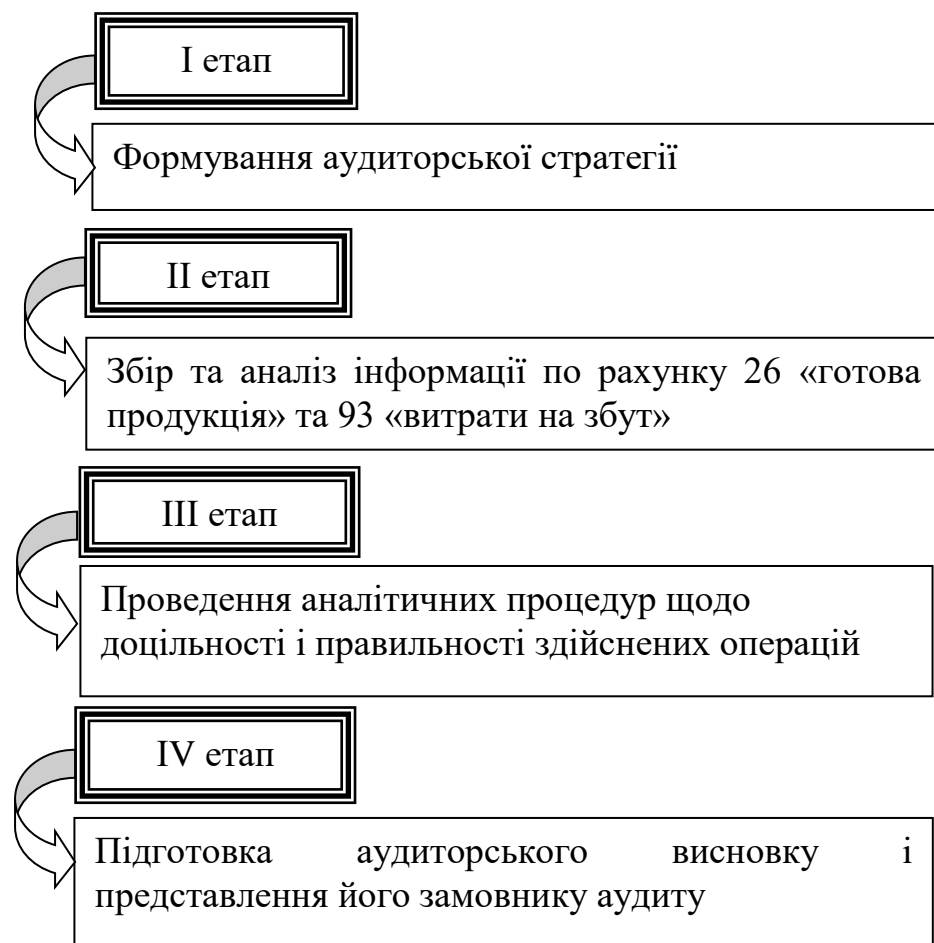 I етап
Формування аудиторської стратегії
II етап
Збір та аналіз інформації по рахунку 26 «готова
продукція» та 93 «витрати на збут»
III етап
Проведення аналітичних процедур щодо
доцільності і правильності здійснених операцій
IV етап
Підготовка аудиторського висновку і
представлення його замовнику аудиту